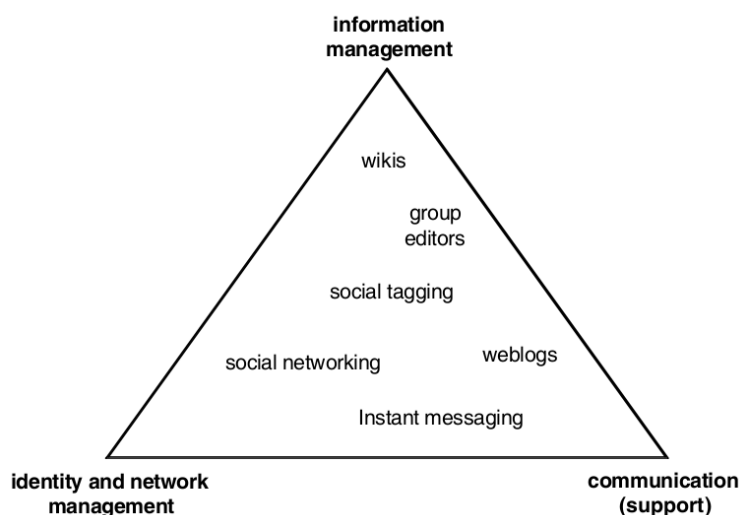 information
management
wikis
group
editors
social tagging
weblogs
social networking
Instant messaging
identity and network
management
communication
(support)